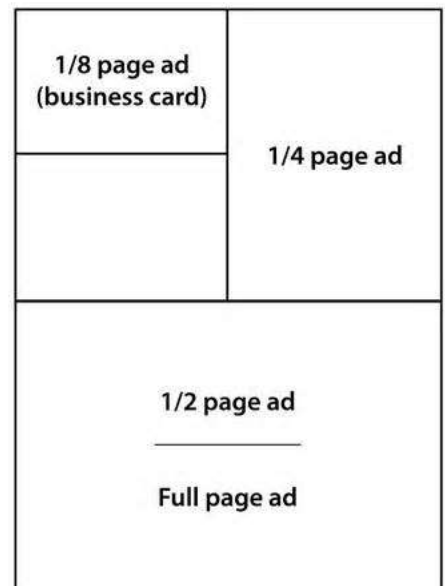 1/8 page ad
(business card)
1/4 page ad
1/2 page ad
Full page ad